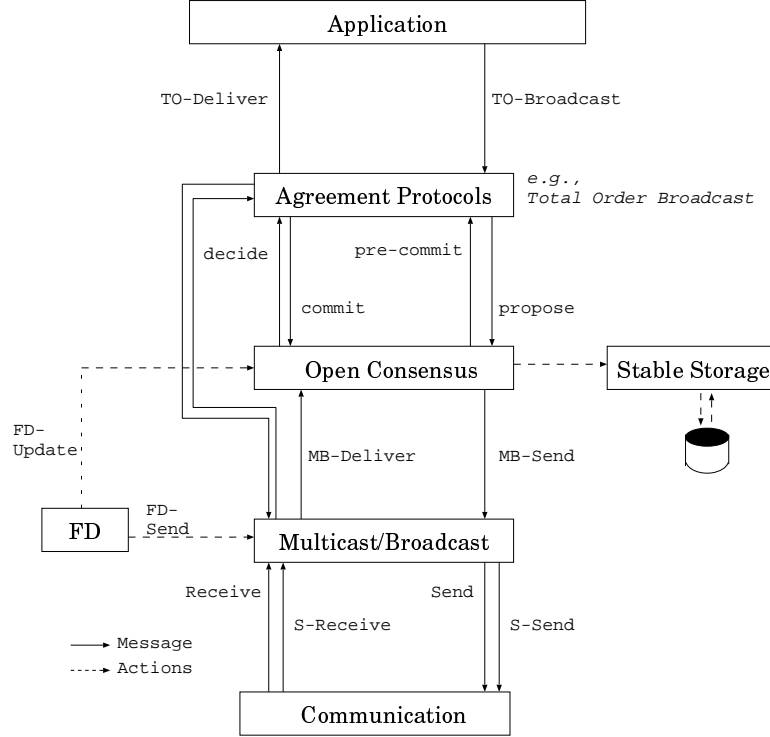 Application
TO-Deliver
TO-Broadcast
Agreement Protocols
e.g.,
Total Order Broadcast
decide
pre-commit
commit
propose
Open Consensus
Stable Storage
FD-
Update
MB-Deliver
MB-Send
FD
FD-
Send
Multicast/Broadcast
Receive
Send
S-Receive
S-Send
Message
Actions
Communication